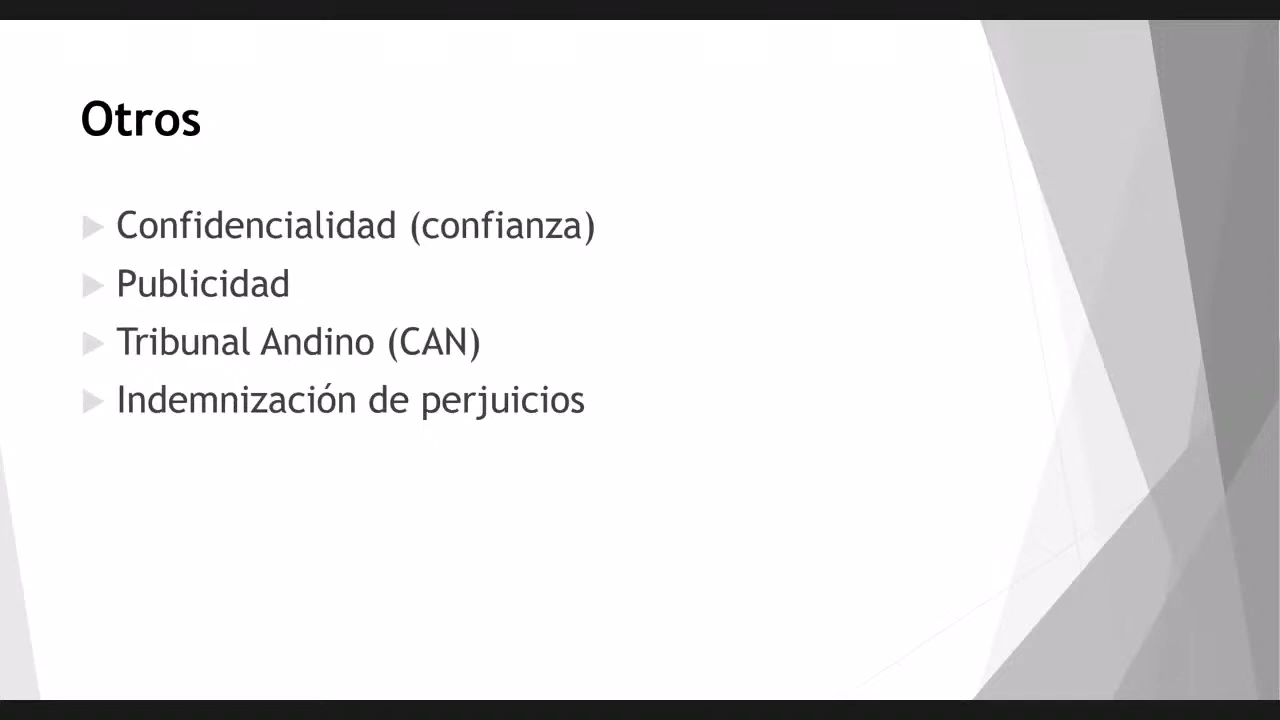 Otros
Confidencialidad (confianza)
Publicidad
Tribunal Andino (CAN)
Indemnización de perjuicios